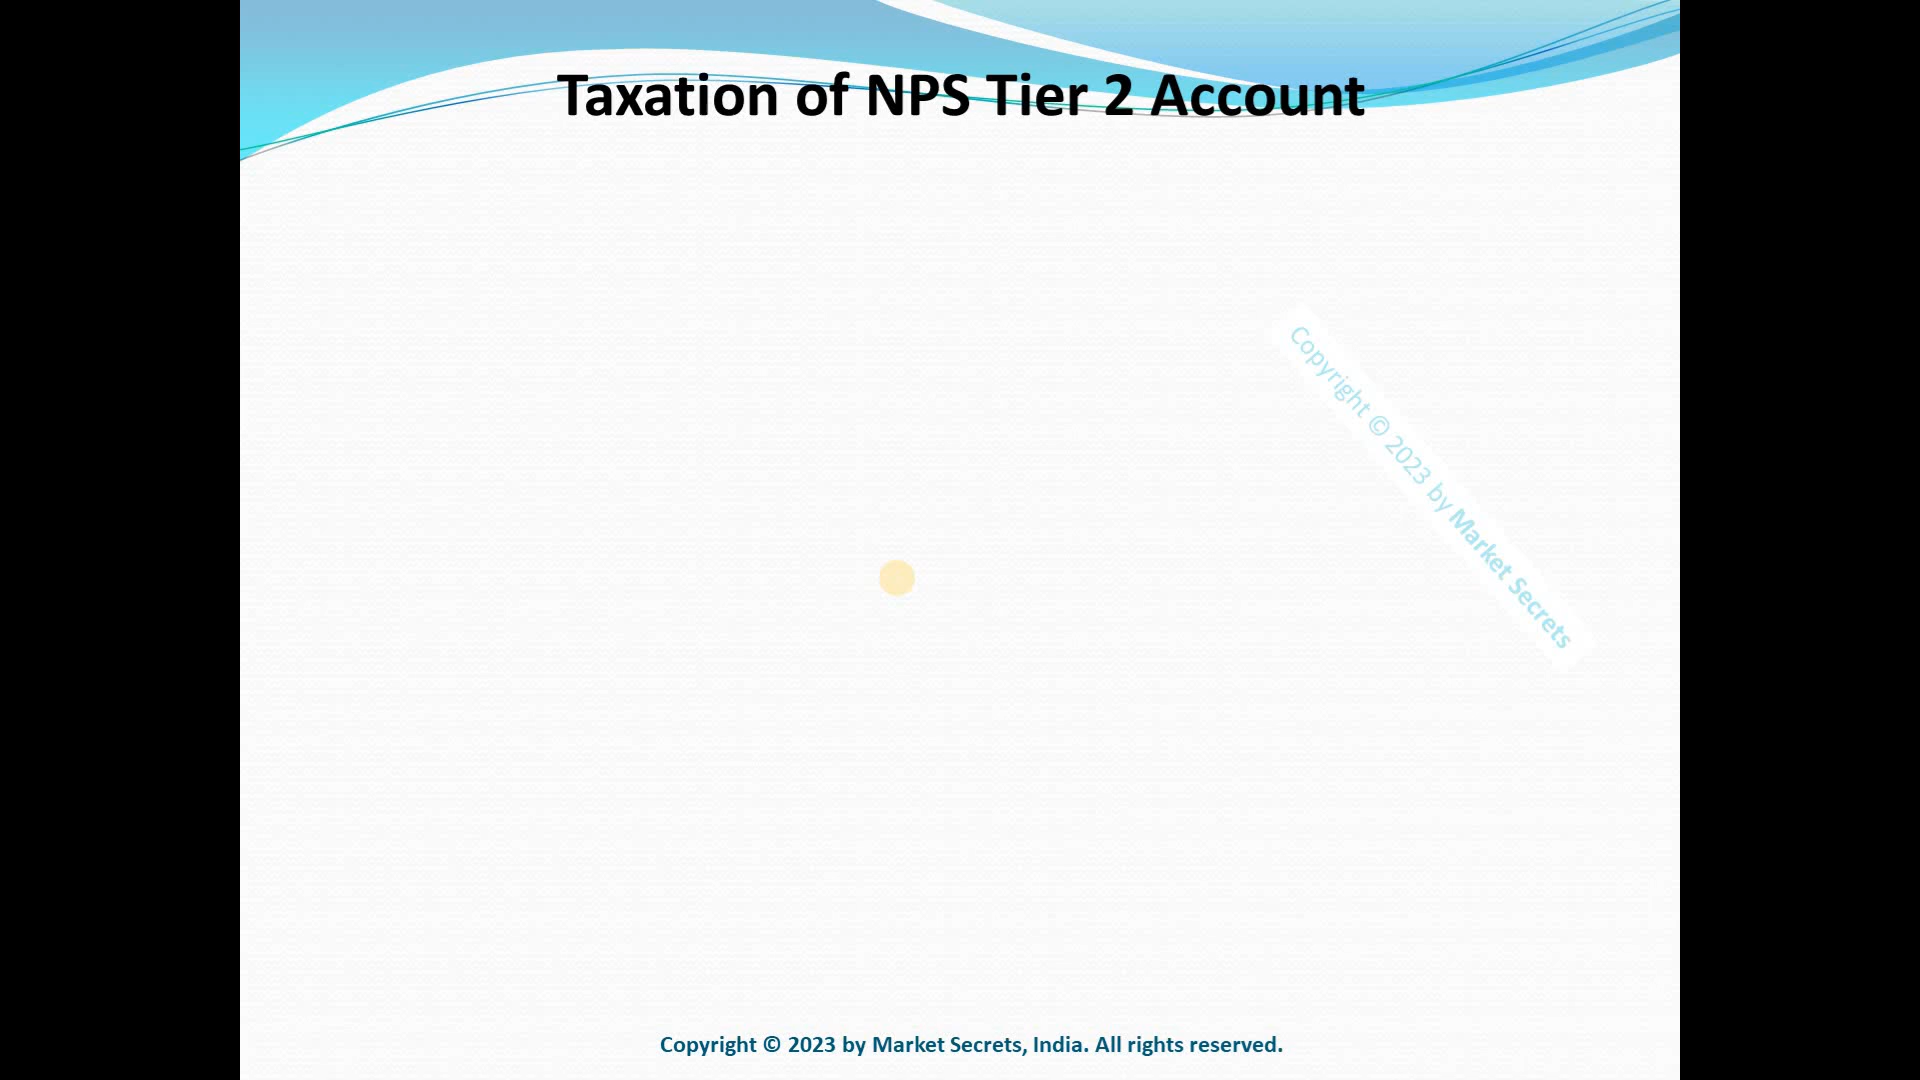 Taxation of NPS Tier 2 Account
Copyright © 2023 by Market Secrets
Copyright © 2023 by Market Secrets, India. All rights reserved.